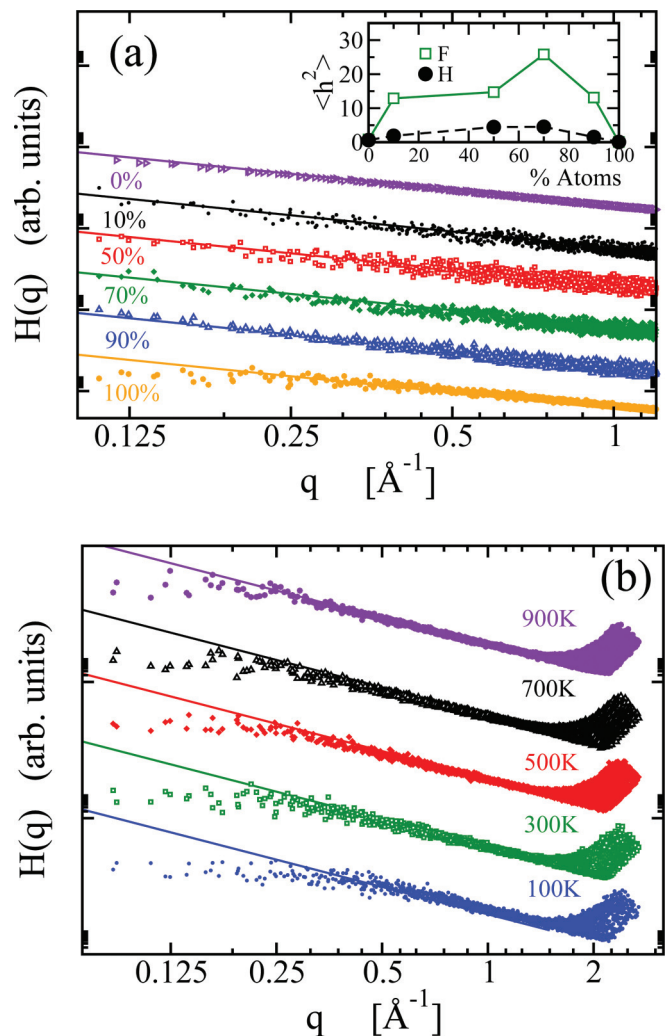 (a)
<h²>
30
20
10
0
F
H
0 20 40 60 80 100
% Atoms
H(q) (arb. units)
0%
10%
50%
70%
90%
100%
0.125 0.25 0.5 1
q [Å⁻¹]
(b)
H(q) (arb. units)
900K
700K
500K
300K
100K
0.125 0.25 0.5 1 2
q [Å⁻¹]